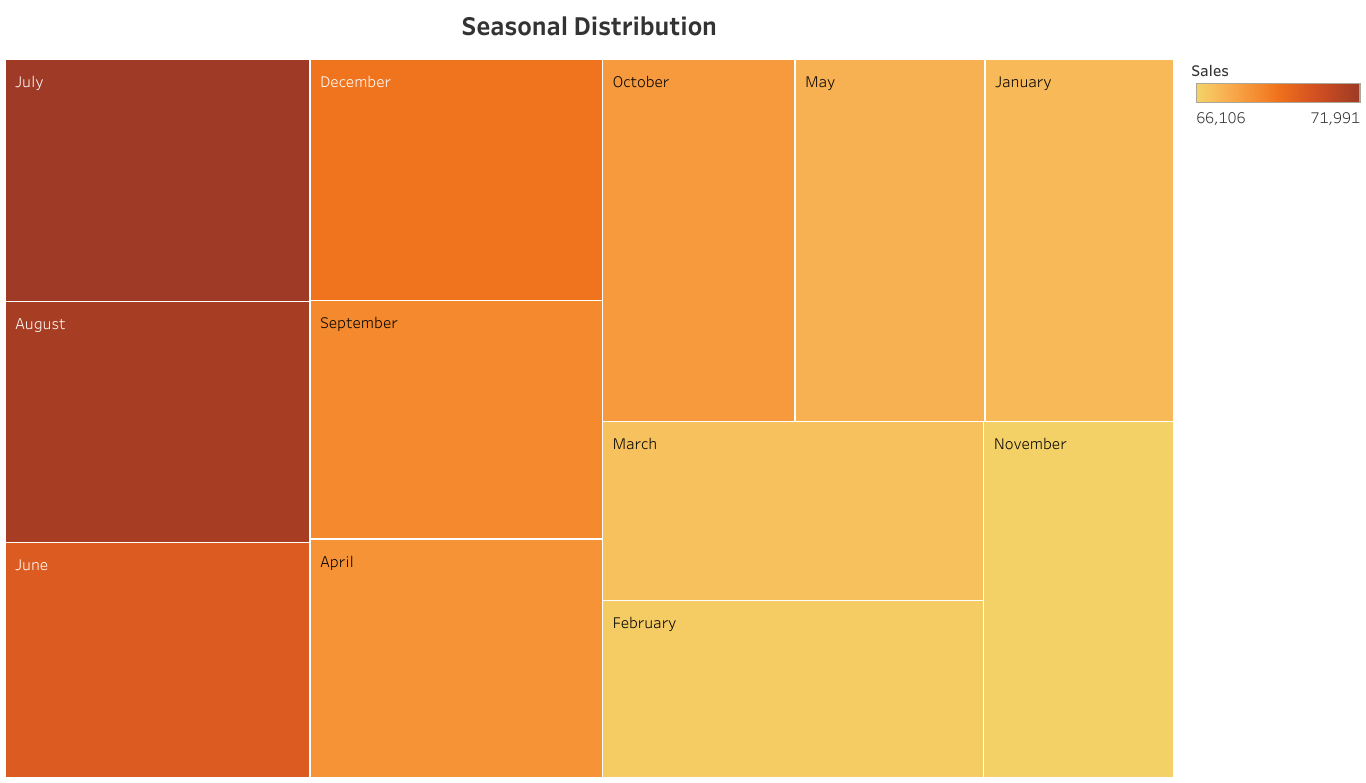 Seasonal Distribution
July
December
October
May
January
August
September
June
April
March
November
February
Sales
66,106
71,991